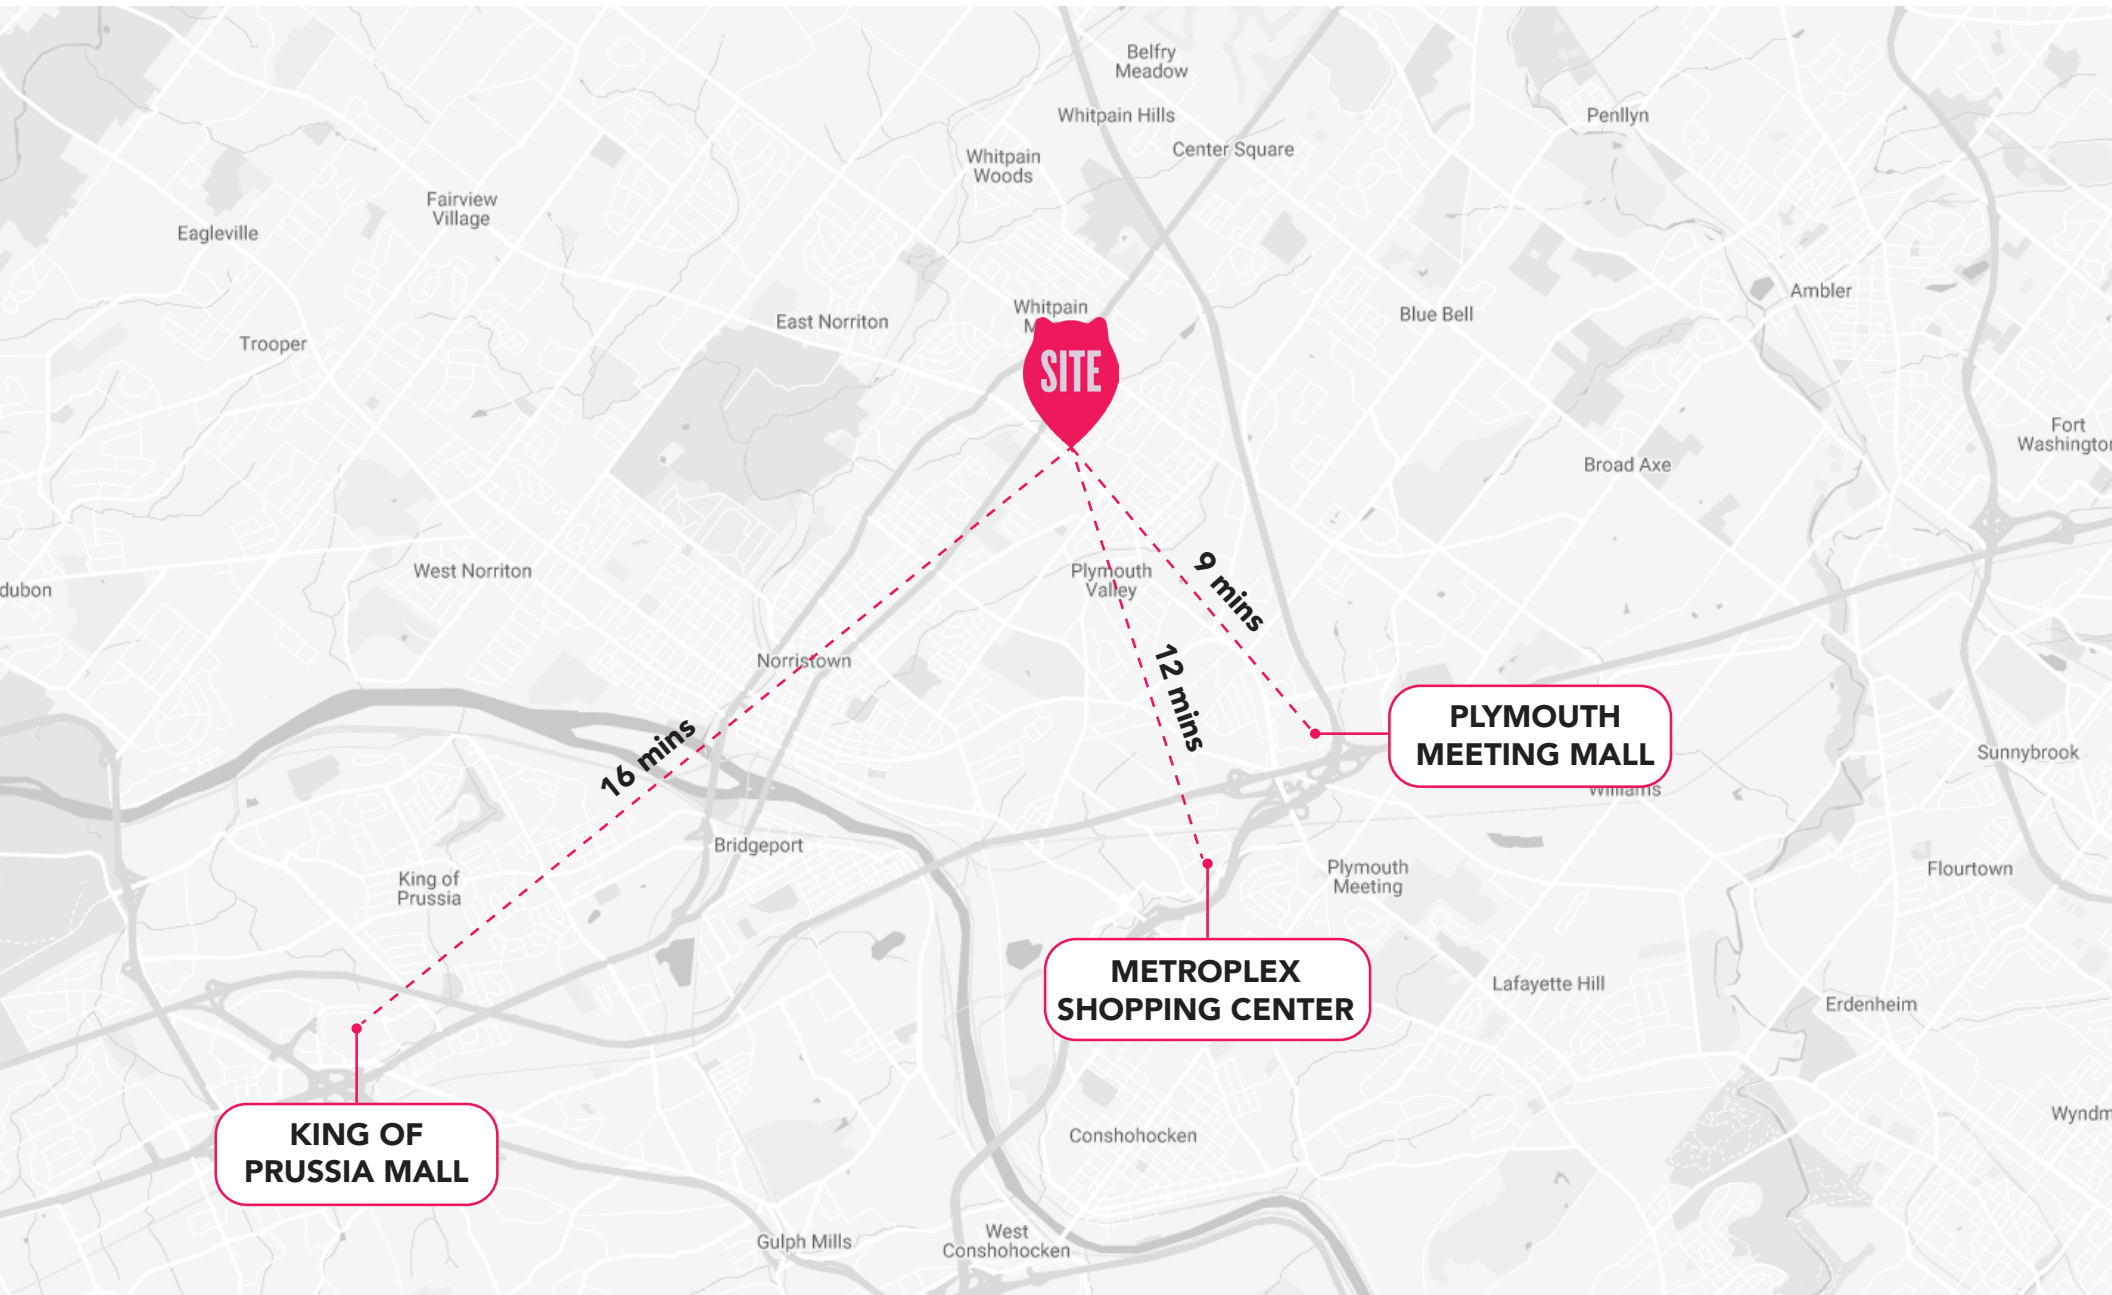 Belfry
Meadow
Whitpain Hills
Penllyn
Center Square
Whitpain
Woods
Fairview
Village
Eagleville
Ambler
Whitpain
East Norriton
Blue Bell
Trooper
SITE
Fort
Washington
Broad Axe
West Norriton
Plymouth
Valley
9 mins
dubon
Norristown
12 mins
16 mins
PLYMOUTH
MEETING MALL
Sunnybrook
Williams
Bridgeport
Plymouth
Meeting
Flourtown
King of
Prussia
METROPLEX
SHOPPING CENTER
Lafayette Hill
Erdenheim
KING OF
PRUSSIA MALL
Wyndm
Conshohocken
West
Conshohocken
Gulph Mills